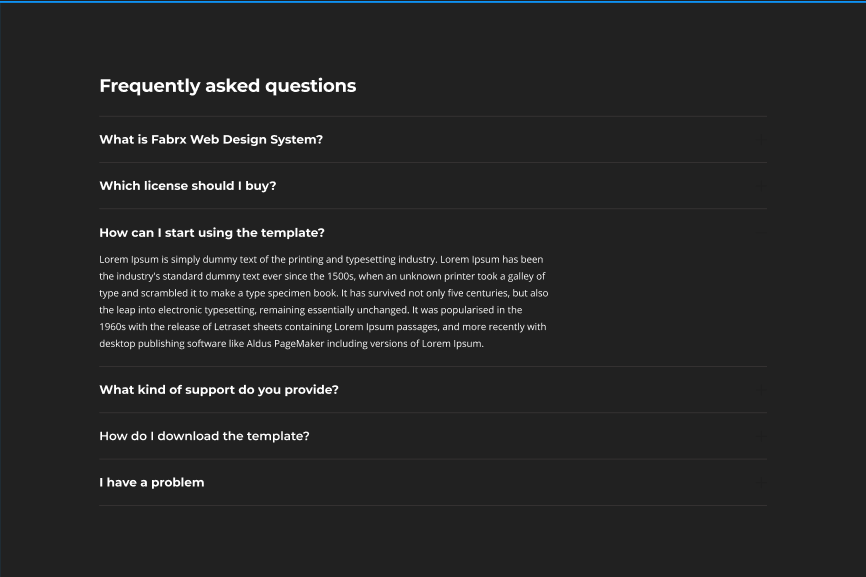 Frequently asked questions
What is Fabrx Web Design System?
Which license should I buy?
How can I start using the template?
Lorem Ipsum is simply dummy text of the printing and typesetting industry. Lorem Ipsum has been
the industry's standard dummy text ever since the 1500s, when an unknown printer took a galley of
type and scrambled it to make a type specimen book. It has survived not only five centuries, but also
the leap into electronic typesetting, remaining essentially unchanged. It was popularised in the
1960s with the release of Letraset sheets containing Lorem Ipsum passages, and more recently with
desktop publishing software like Aldus PageMaker including versions of Lorem Ipsum.
What kind of support do you provide?
How do I download the template?
I have a problem